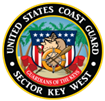 UNITED STATES COAST GUARD
GUARDIANS OF THE KEYS
SECTOR KEY WEST